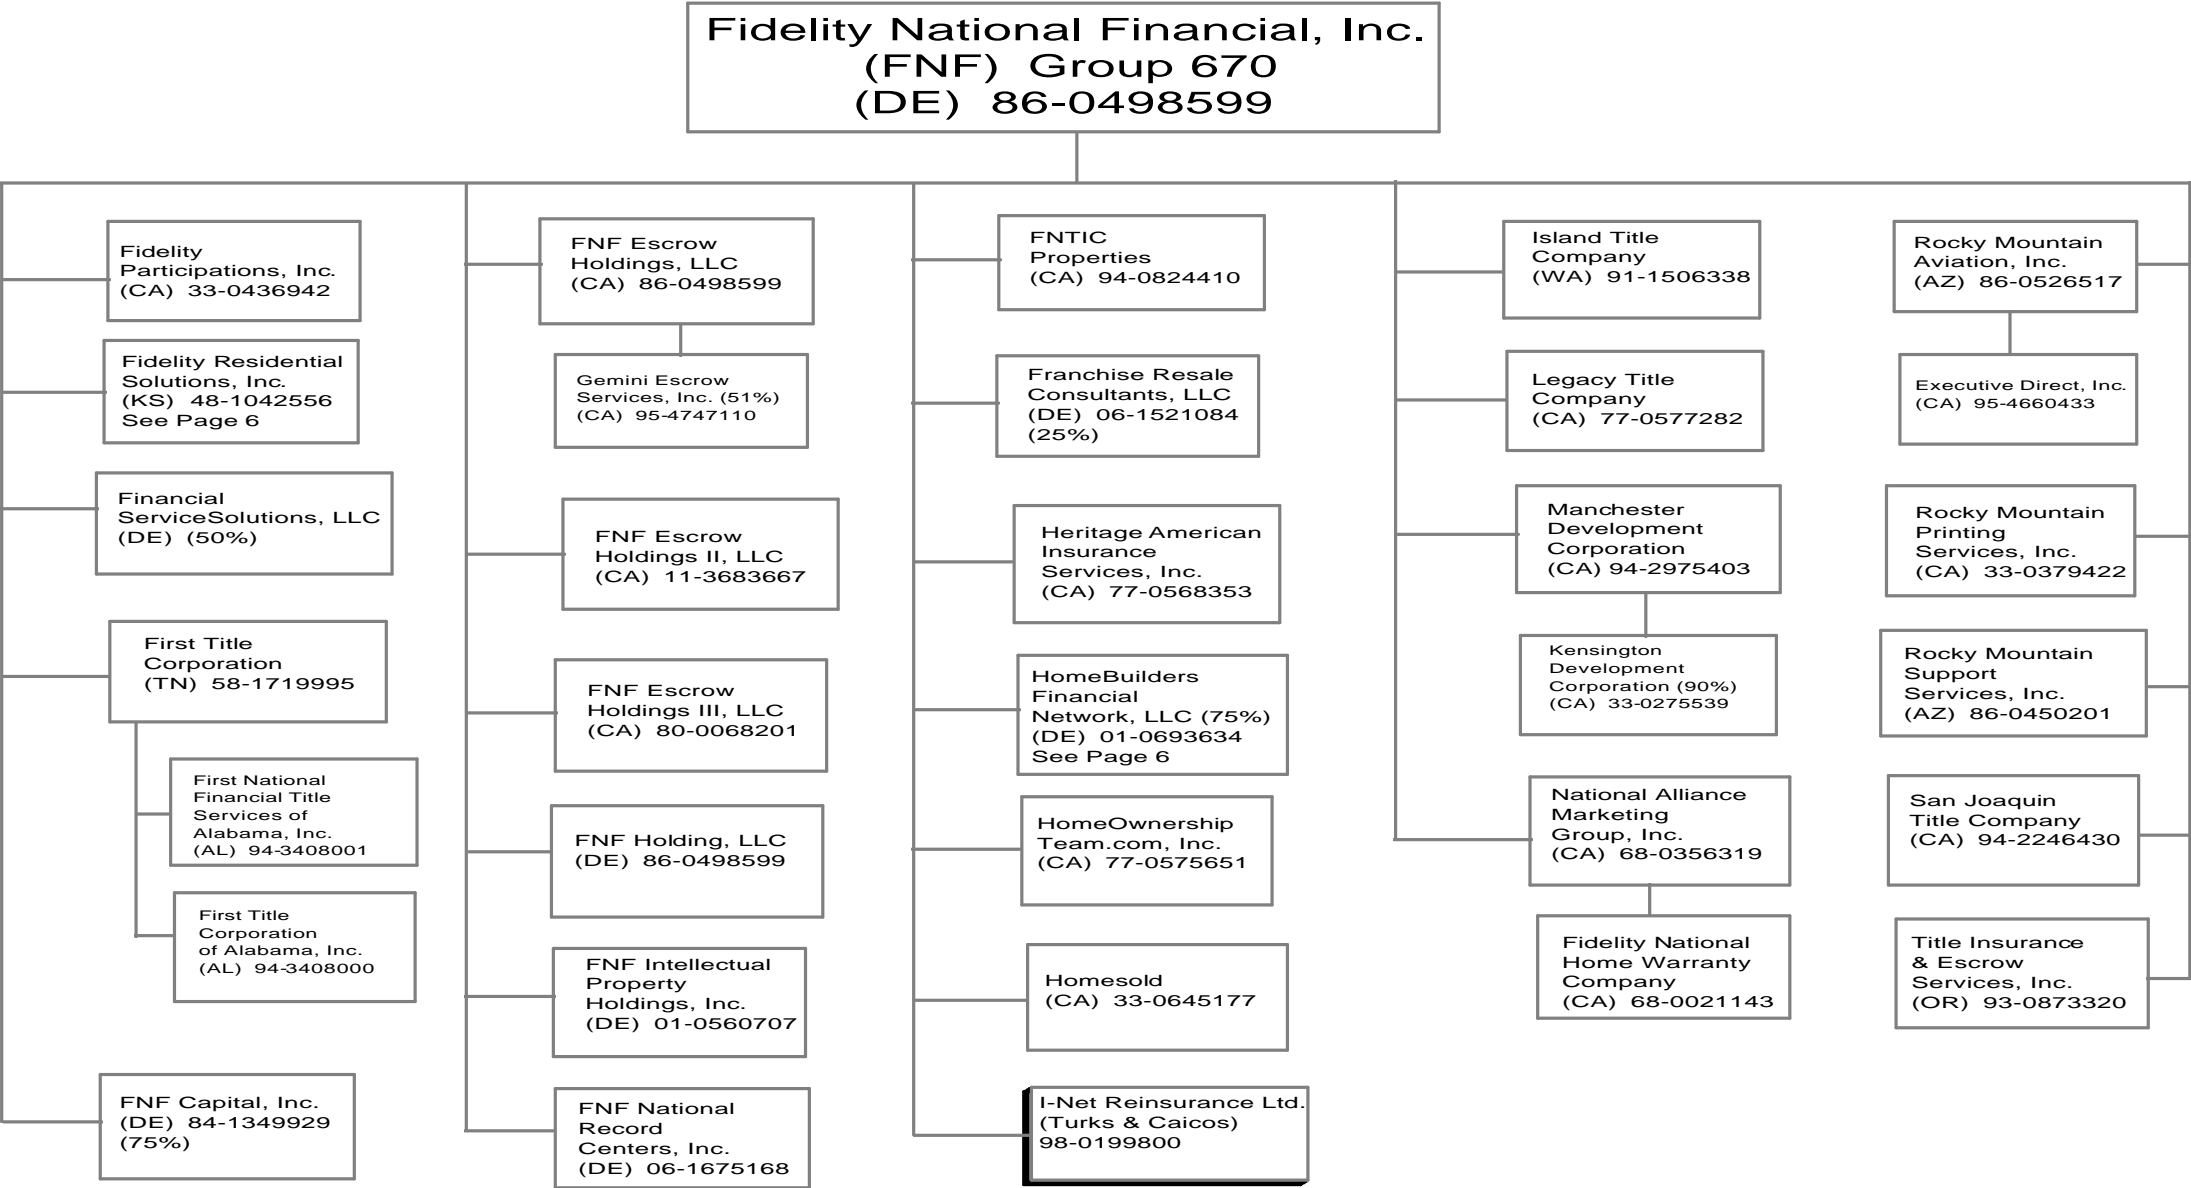 Fidelity National Financial, Inc.
(FNF) Group 670
(DE) 86-0498599
Fidelity
Participations, Inc.
(CA) 33-0436942
Fidelity Residential
Solutions, Inc.
(KS) 48-1042556
See Page 6
Financial
ServiceSolutions, LLC
(DE) (50%)
First Title
Corporation
(TN) 58-1719995
First National
Financial Title
Services of
Alabama, Inc.
(AL) 94-3408001
First Title
Corporation
of Alabama, Inc.
(AL) 94-3408000
FNF Capital, Inc.
(DE) 84-1349929
(75%)
FNF Escrow
Holdings, LLC
(CA) 86-0498599
Gemini Escrow
Services, Inc. (51%)
(CA) 95-4747110
FNF Escrow
Holdings II, LLC
(CA) 11-3683667
FNF Escrow
Holdings III, LLC
(CA) 80-0068201
FNF Holding, LLC
(DE) 86-0498599
FNF Intellectual
Property
Holdings, Inc.
(DE) 01-0560707
FNF National
Record
Centers, Inc.
(DE) 06-1675168
FNTIC
Properties
(CA) 94-0824410
Franchise Resale
Consultants, LLC
(DE) 06-1521084
(25%)
Heritage American
Insurance
Services, Inc.
(CA) 77-0568353
HomeBuilders
Financial
Network, LLC (75%)
(DE) 01-0693634
See Page 6
HomeOwnership
Team.com, Inc.
(CA) 77-0575651
Homesold
(CA) 33-0645177
I-Net Reinsurance Ltd.
(Turks & Caicos)
98-0199800
Island Title
Company
(WA) 91-1506338
Legacy Title
Company
(CA) 77-0577282
Manchester
Development
Corporation
(CA) 94-2975403
Kensington
Development
Corporation (90%)
(CA) 33-0275539
National Alliance
Marketing
Group, Inc.
(CA) 68-0356319
Fidelity National
Home Warranty
Company
(CA) 68-0021143
Rocky Mountain
Aviation, Inc.
(AZ) 86-0526517
Executive Direct, Inc.
(CA) 95-4660433
Rocky Mountain
Printing
Services, Inc.
(CA) 33-0379422
Rocky Mountain
Support
Services, Inc.
(AZ) 86-0450201
San Joaquin
Title Company
(CA) 94-2246430
Title Insurance
& Escrow
Services, Inc.
(OR) 93-0873320